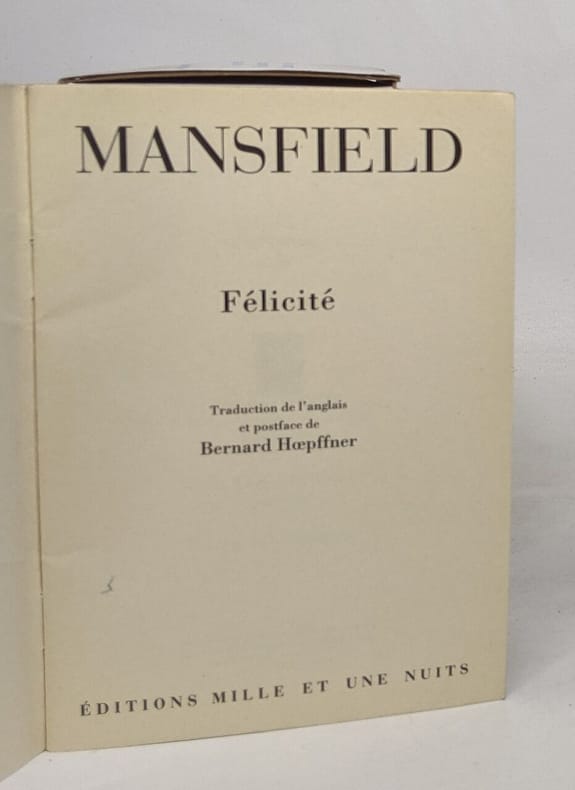 MANSFIELD
Félicité
Traduction de l'anglais
et postface de
Bernard Hœpffner
ÉDITIONS MILLE ET UNE NUITS